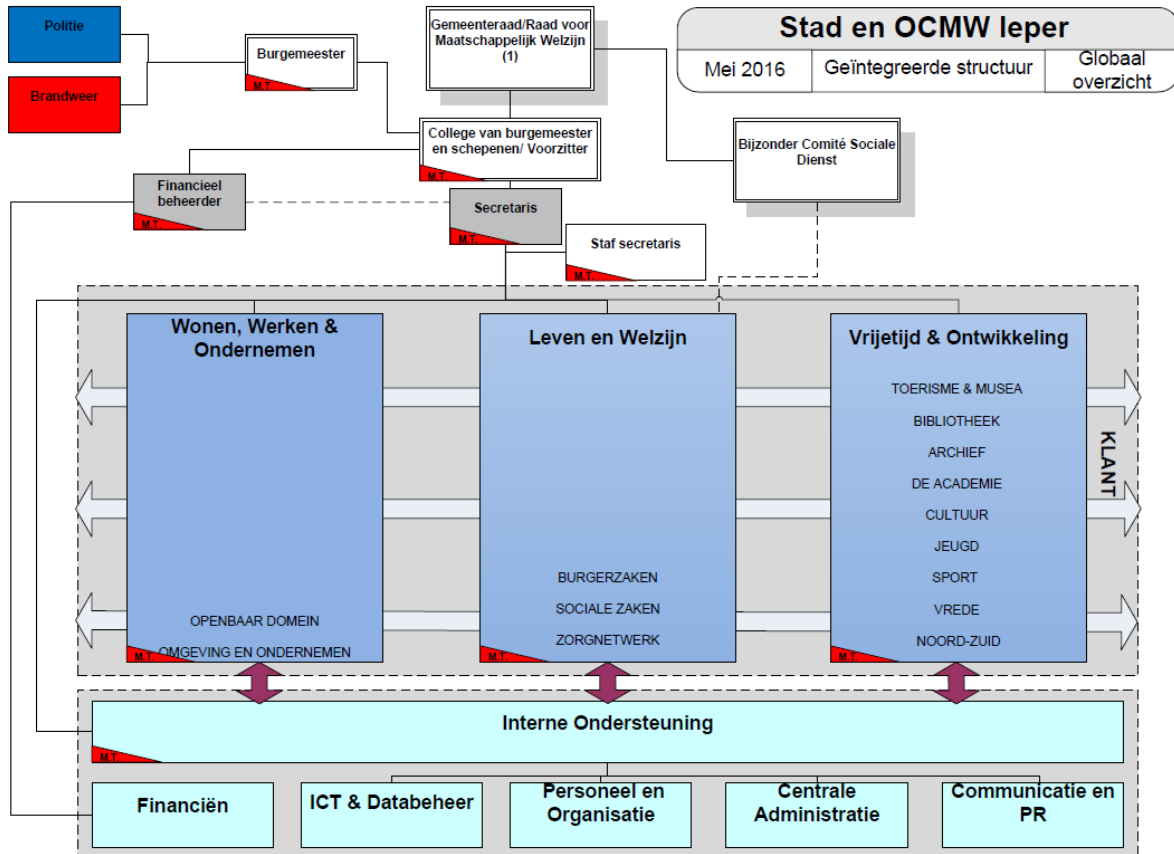 Politie
Brandweer
Burgemeester
M.T.
Gemeenteraad/Raad voor
Maatschappelijk Welzijn
(1)
Stad en OCMW Ieper
Mei 2016
Geïntegreerde structuur
Globaal
overzicht
College van burgemeester
en schepenen/ Voorzitter
M.T.
Bijzonder Comité Sociale
Dienst
Financieel
beheerder
M.T.
Secretaris
M.T.
Staf secretaris
M.T.
Wonen, Werken &
Ondernemen
OPENBAAR DOMEIN
OMGEVING EN ONDERNEMEN
M.T.
Leven en Welzijn
BURGERZAKEN
SOCIALE ZAKEN
ZORGNETWERK
M.T.
Vrijetijd & Ontwikkeling
TOERISME & MUSEA
BIBLIOTHEEK
ARCHIEF
DE ACADEMIE
CULTUUR
JEUGD
SPORT
VREDE
NOORD-ZUID
M.T.
KLANT
Interne Ondersteuning
M.T.
Financiën
ICT & Databeheer
Personeel en
Organisatie
Centrale
Administratie
Communicatie en
PR